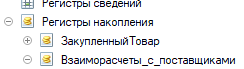 Регистры сведений
Регистры накопления
ЗакупленныйТовар
Взаиморасчеты_с_поставщиками